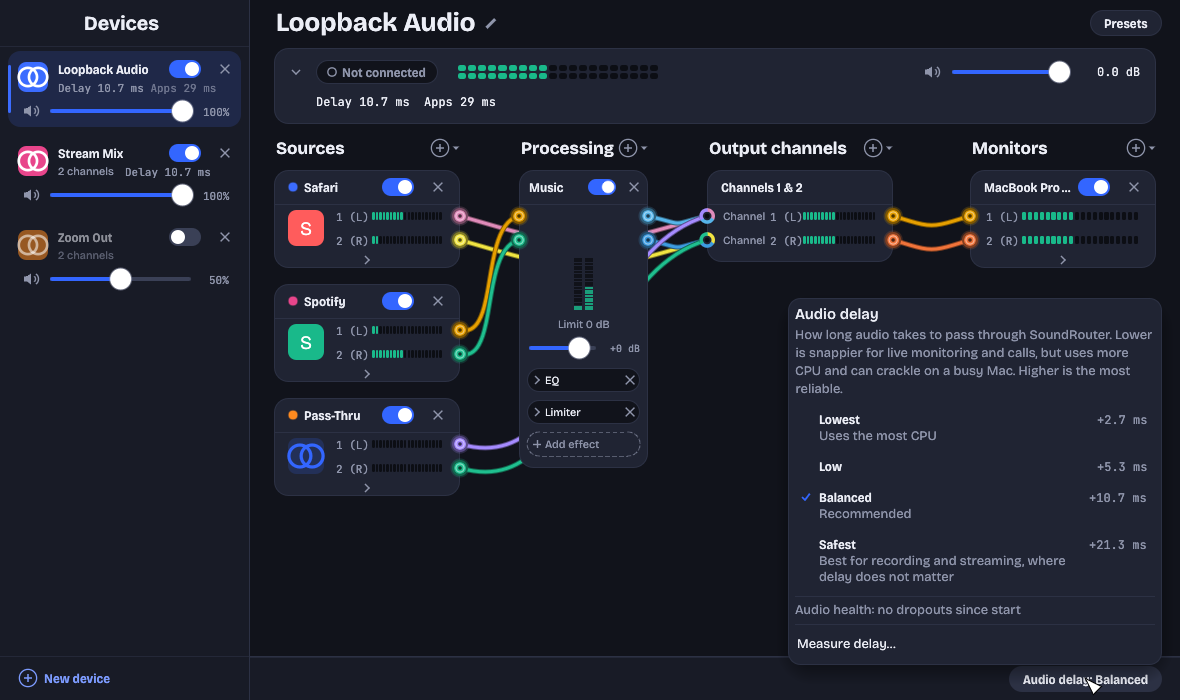 Devices
Loopback Audio
Delay 10.7 ms Apps 29 ms
100%
Stream Mix
2 channels Delay 10.7 ms
100%
Zoom Out
2 channels
50%
New device
Loopback Audio
Presets
Not connected
0.0 dB
Delay 10.7 ms Apps 29 ms
Sources
Processing
Output channels
Monitors
Safari
S
1 (L)
2 (R)
Spotify
S
1 (L)
2 (R)
Pass-Thru
1 (L)
2 (R)
Music
Limit 0 dB
+0 dB
EQ
Limiter
+ Add effect
Channels 1 & 2
Channel 1 (L)
Channel 2 (R)
MacBook Pro...
1 (L)
2 (R)
Audio delay
How long audio takes to pass through SoundRouter. Lower
is snappier for live monitoring and calls, but uses more
CPU and can crackle on a busy Mac. Higher is the most
reliable.
Lowest +2.7 ms
Uses the most CPU
Low +5.3 ms
Balanced +10.7 ms
Recommended
Safest +21.3 ms
Best for recording and streaming, where
delay does not matter
Audio health: no dropouts since start
Measure delay...
Audio delay Balanced